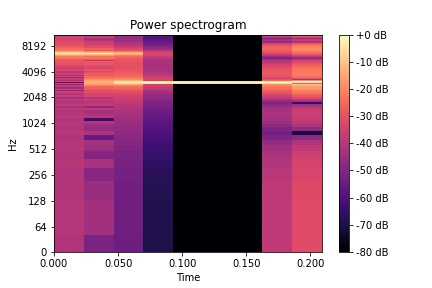 Power spectrogram
Hz
8192
4096
2048
1024
512
256
128
64
0
0.000 0.050 0.100 0.150 0.200
Time
+0 dB
-10 dB
-20 dB
-30 dB
-40 dB
-50 dB
-60 dB
-70 dB
-80 dB